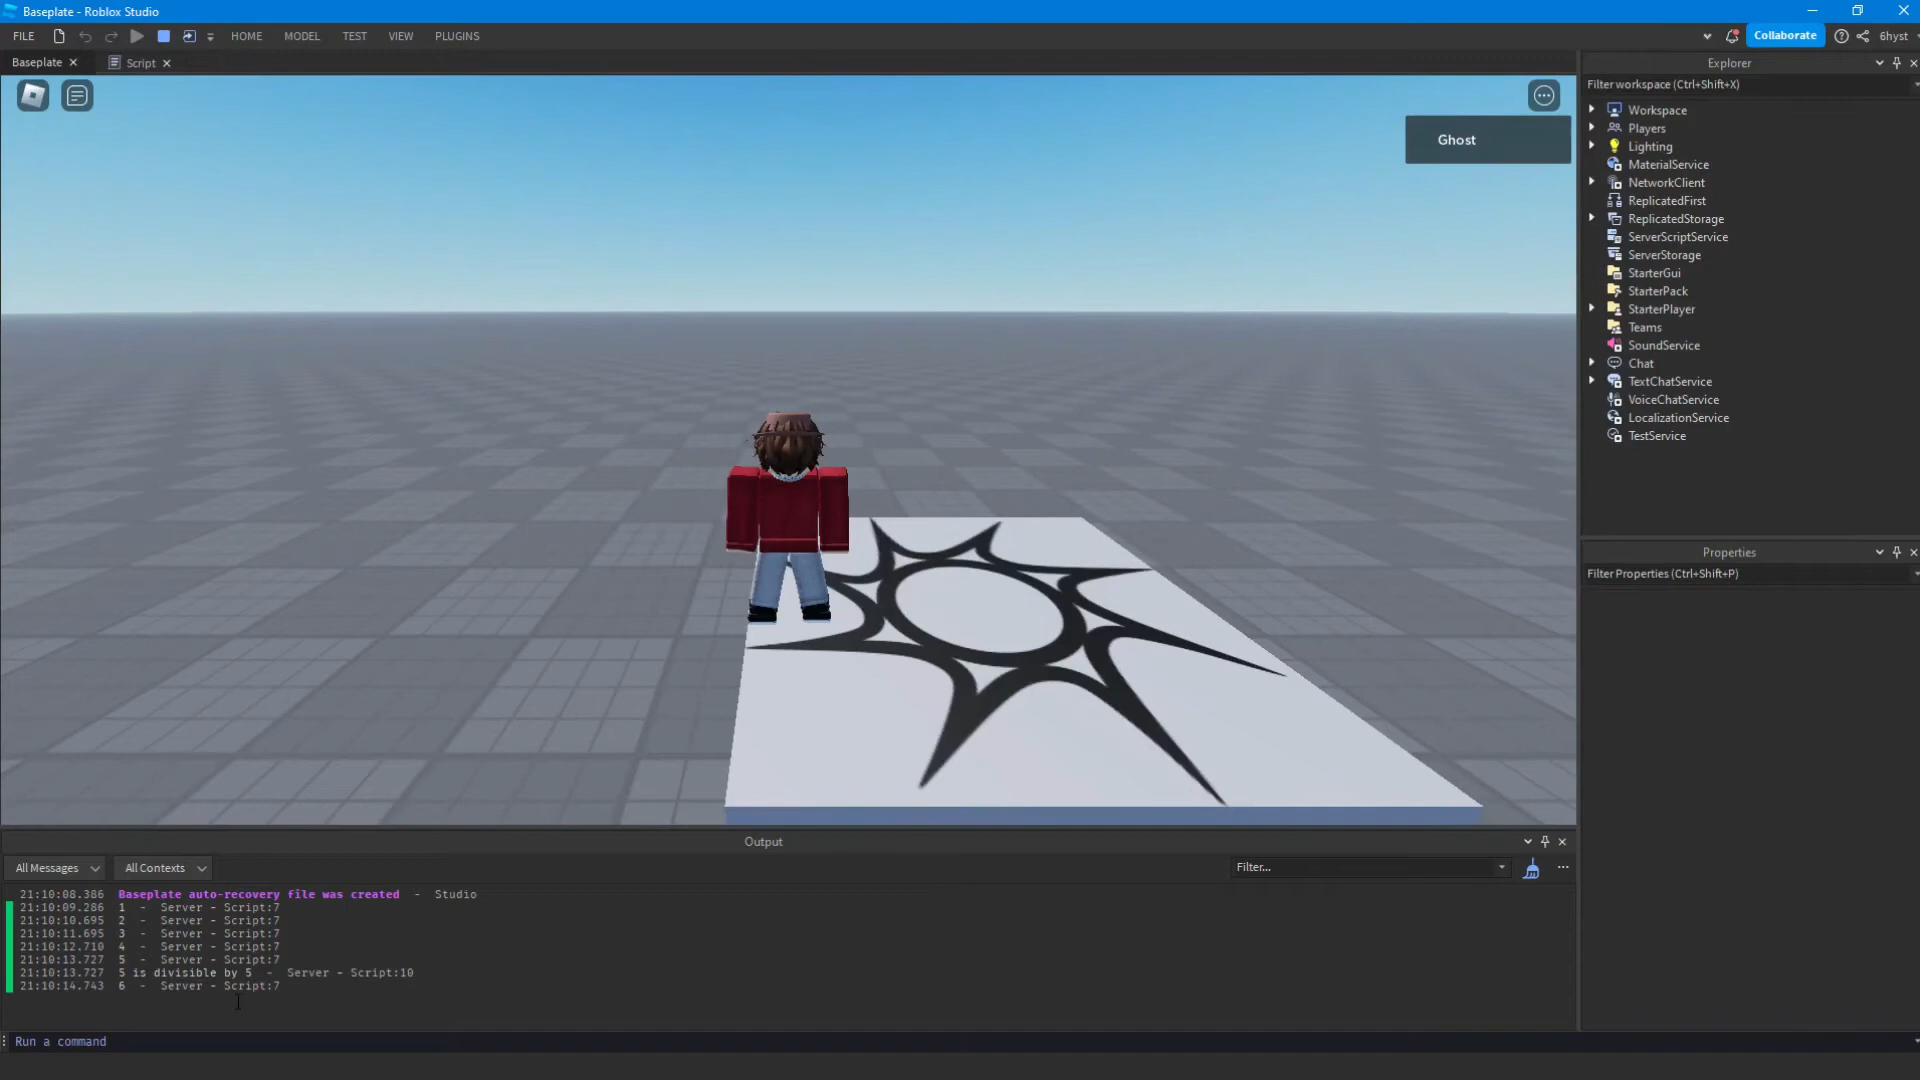 Baseplate - Roblox Studio
FILE HOME MODEL TEST VIEW PLUGINS Collaborate 6hyst
Baseplate Script
Ghost
Explorer
Filter workspace (Ctrl+Shift+X)
Workspace
Players
Lighting
MaterialService
NetworkClient
ReplicatedFirst
ReplicatedStorage
ServerScriptService
ServerStorage
StarterGui
StarterPack
StarterPlayer
Teams
SoundService
Chat
TextChatService
VoiceChatService
LocalizationService
TestService
Properties
Filter Properties (Ctrl+Shift+P)
Output
All Messages All Contexts Filter...
21:10:08.386 Baseplate auto-recovery file was created - Studio
21:10:09.286 1 - Server - Script:7
21:10:10.695 2 - Server - Script:7
21:10:11.695 3 - Server - Script:7
21:10:12.710 4 - Server - Script:7
21:10:13.727 5 - Server - Script:7
21:10:13.727 5 is divisible by 5 - Server - Script:10
21:10:14.743 6 - Server - Script:7
Run a command